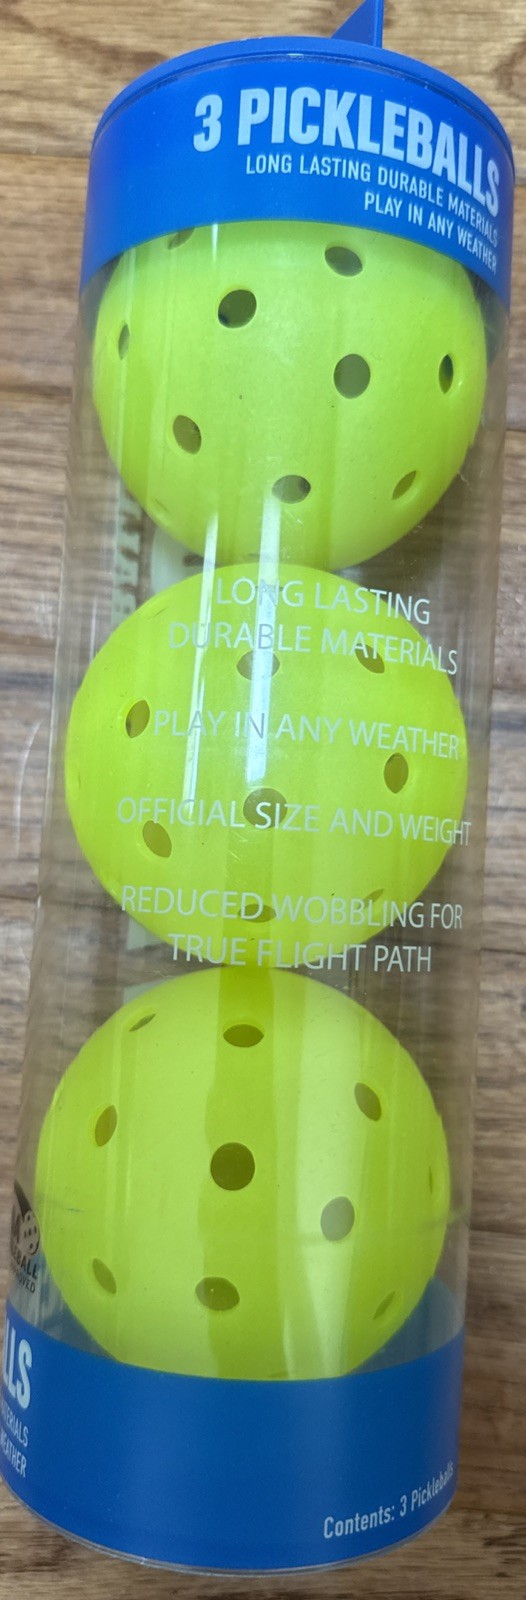 3 PICKLEBALLS
LONG LASTING DURABLE MATERIALS
PLAY IN ANY WEATHER
LONG LASTING
DURABLE MATERIALS
PLAY IN ANY WEATHER
OFFICIAL SIZE AND WEIGHT
REDUCED WOBBLING FOR
TRUE FLIGHT PATH
Contents: 3 Pickleballs